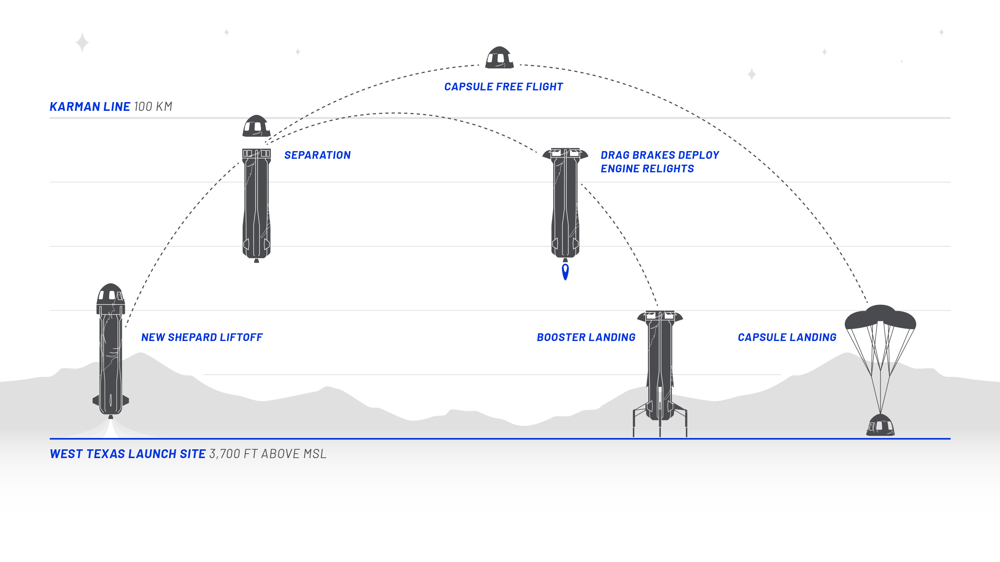 CAPSULE FREE FLIGHT
KARMAN LINE 100 KM
SEPARATION
DRAG BRAKES DEPLOY
ENGINE RELIGHTS
NEW SHEPARD LIFTOFF
BOOSTER LANDING
CAPSULE LANDING
WEST TEXAS LAUNCH SITE 3,700 FT ABOVE MSL